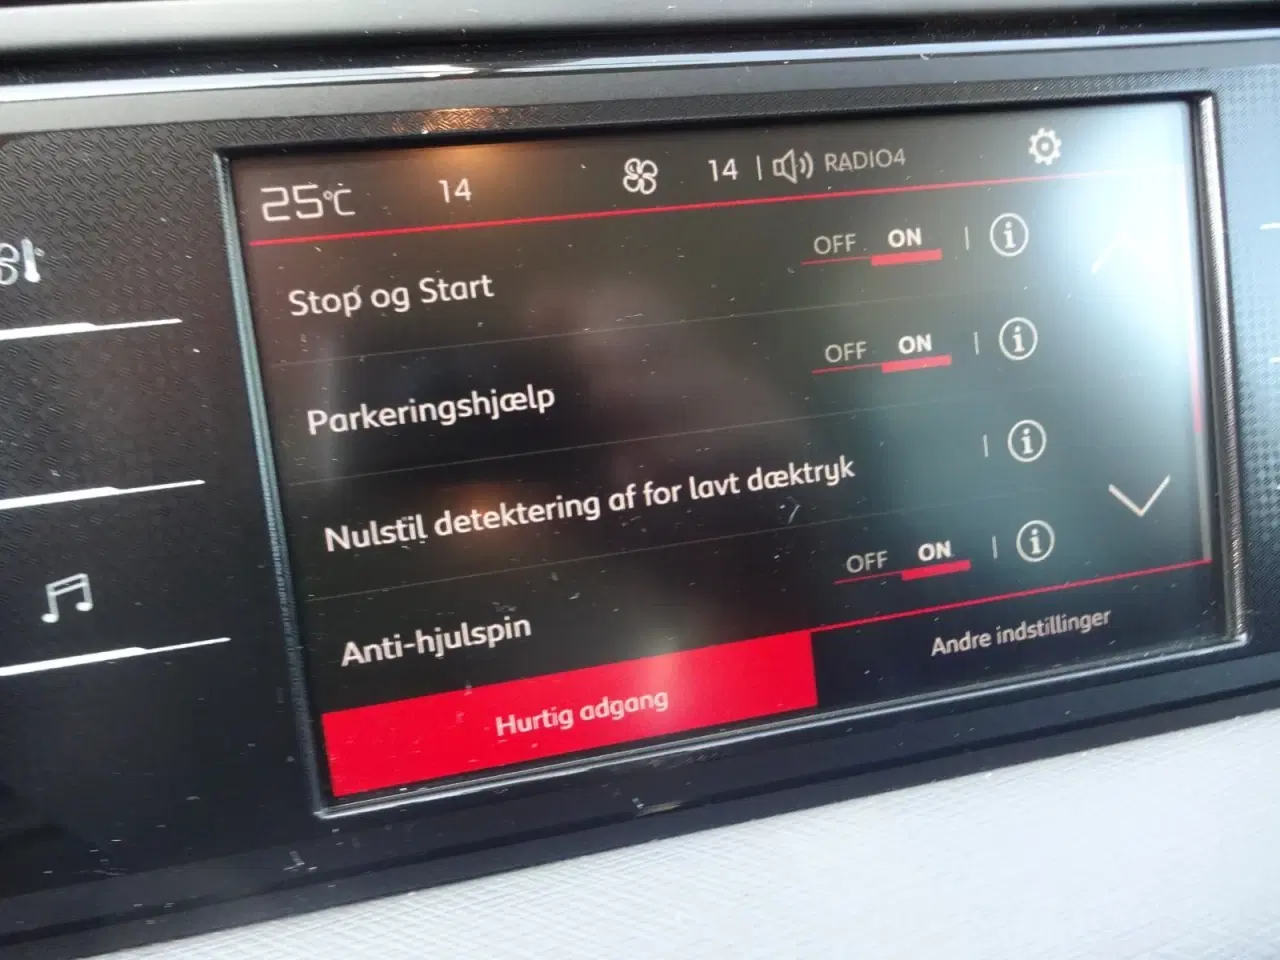 25°C 14 14 | RADIO4
OFF ON | i
Stop og Start
OFF ON | i
Parkeringshjælp
| i
Nulstil detektering af for lavt dæktryk
OFF ON | i
Anti-hjulspin
Hurtig adgang
Andre indstillinger